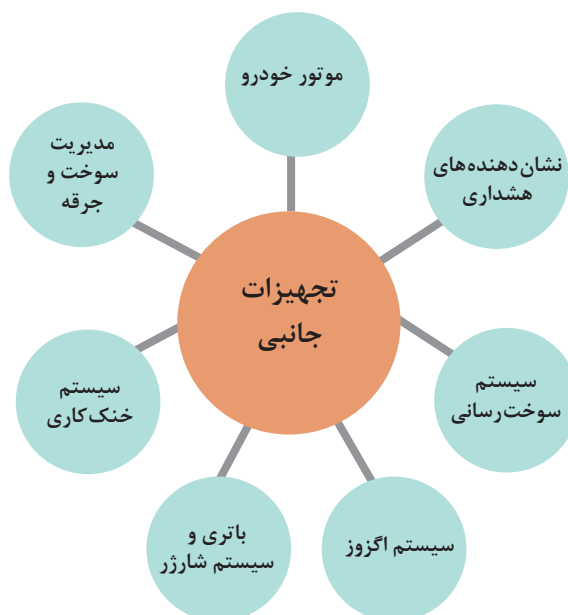 موتور خودرو
نشان‌دهنده‌های
هشداری
سیستم
سوخت‌رسانی
سیستم اگزوز
باتری و
سیستم شارژر
سیستم
خنک‌کاری
مدیریت
سوخت و
جرقه
تجهیزات
جانبی